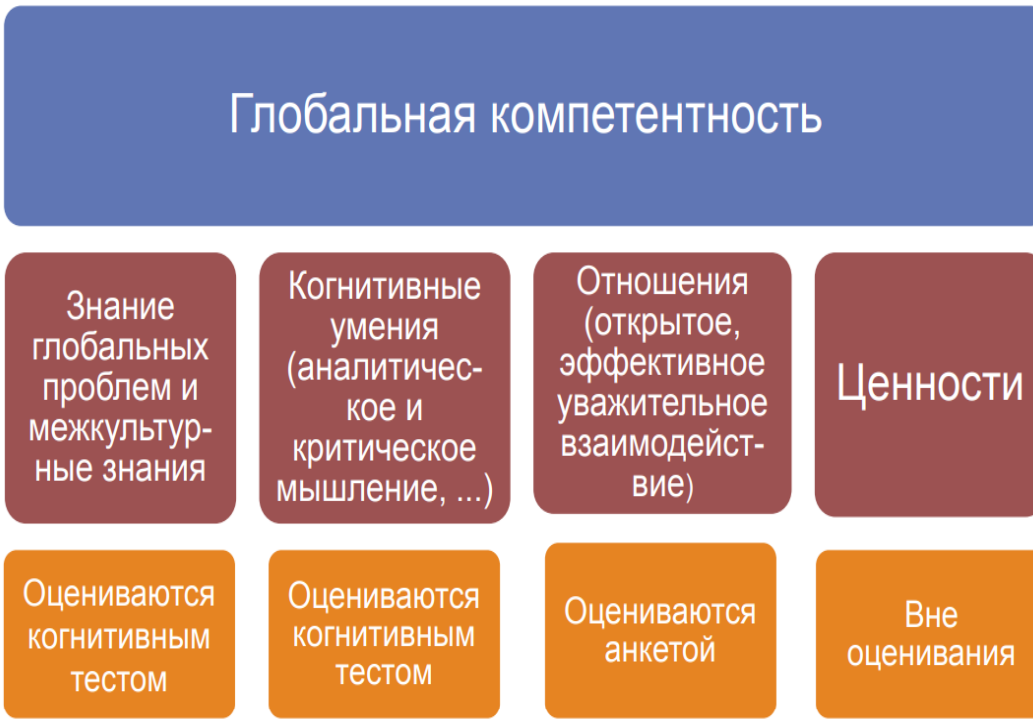 Глобальная компетентность
Знание
глобальных
проблем и
межкультур-
ные знания
Когнитивные
умения
(аналитичес-
кое и
критическое
мышление, ...)
Отношения
(открытое,
эффективное
уважительное
взаимодейст-
вие)
Ценности
Оцениваются
когнитивным
тестом
Оцениваются
когнитивным
тестом
Оцениваются
анкетой
Вне
оценивания